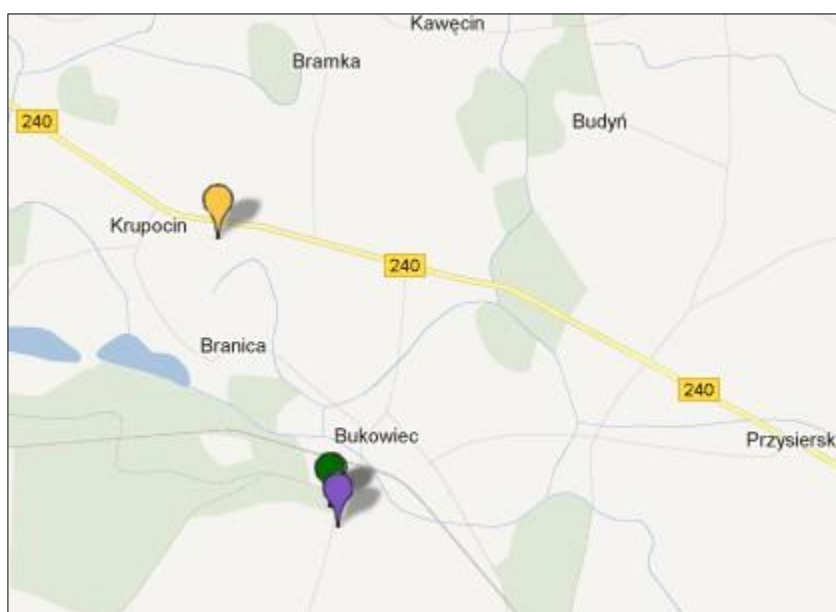 Kawęcin
Bramka
240
Budyń
Krupocin
240
Branica
240
Bukowiec
Przysiersk